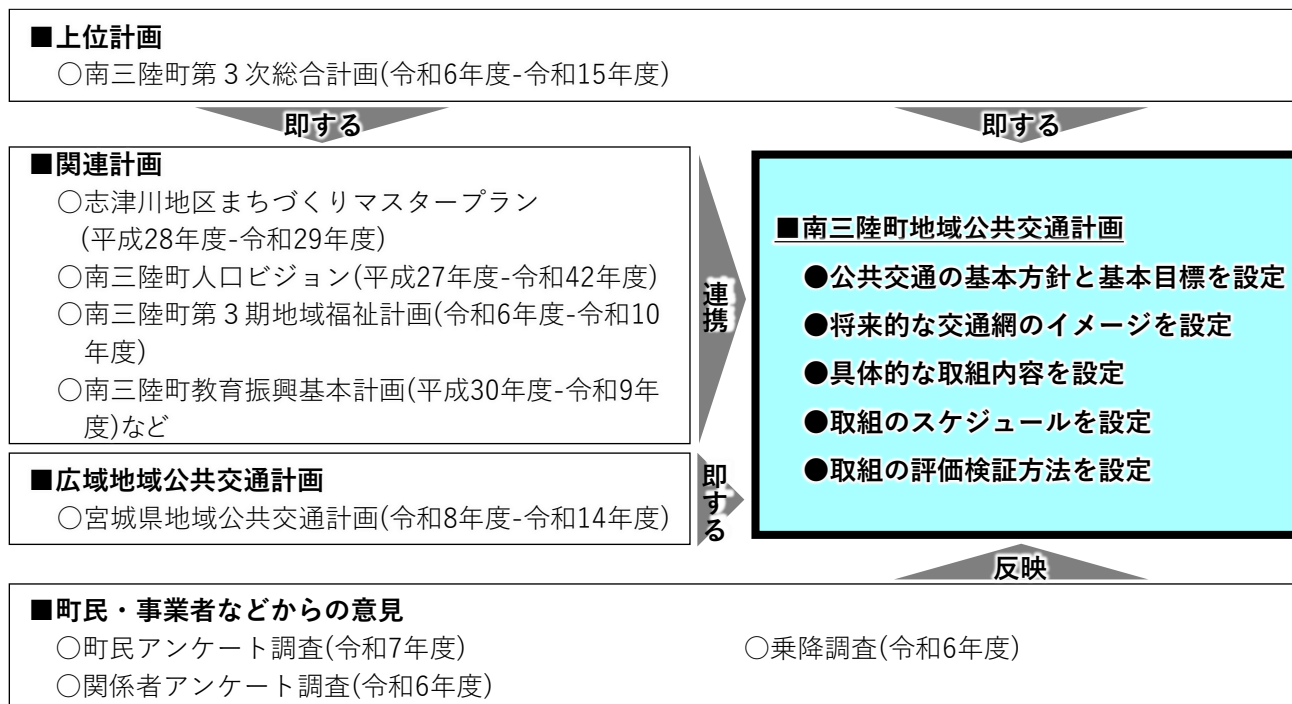 ■上位計画
○南三陸町第３次総合計画(令和6年度-令和15年度)
即する
即する
■関連計画
○志津川地区まちづくりマスタープラン
(平成28年度-令和29年度)
○南三陸町人口ビジョン(平成27年度-令和42年度)
○南三陸町第３期地域福祉計画(令和6年度-令和10
年度)
○南三陸町教育振興基本計画(平成30年度-令和9年
度)など
連携
■広域地域公共交通計画
○宮城県地域公共交通計画(令和8年度-令和14年度)
即する
■南三陸町地域公共交通計画
●公共交通の基本方針と基本目標を設定
●将来的な交通網のイメージを設定
●具体的な取組内容を設定
●取組のスケジュールを設定
●取組の評価検証方法を設定
反映
■町民・事業者などからの意見
○町民アンケート調査(令和7年度)
○乗降調査(令和6年度)
○関係者アンケート調査(令和6年度)